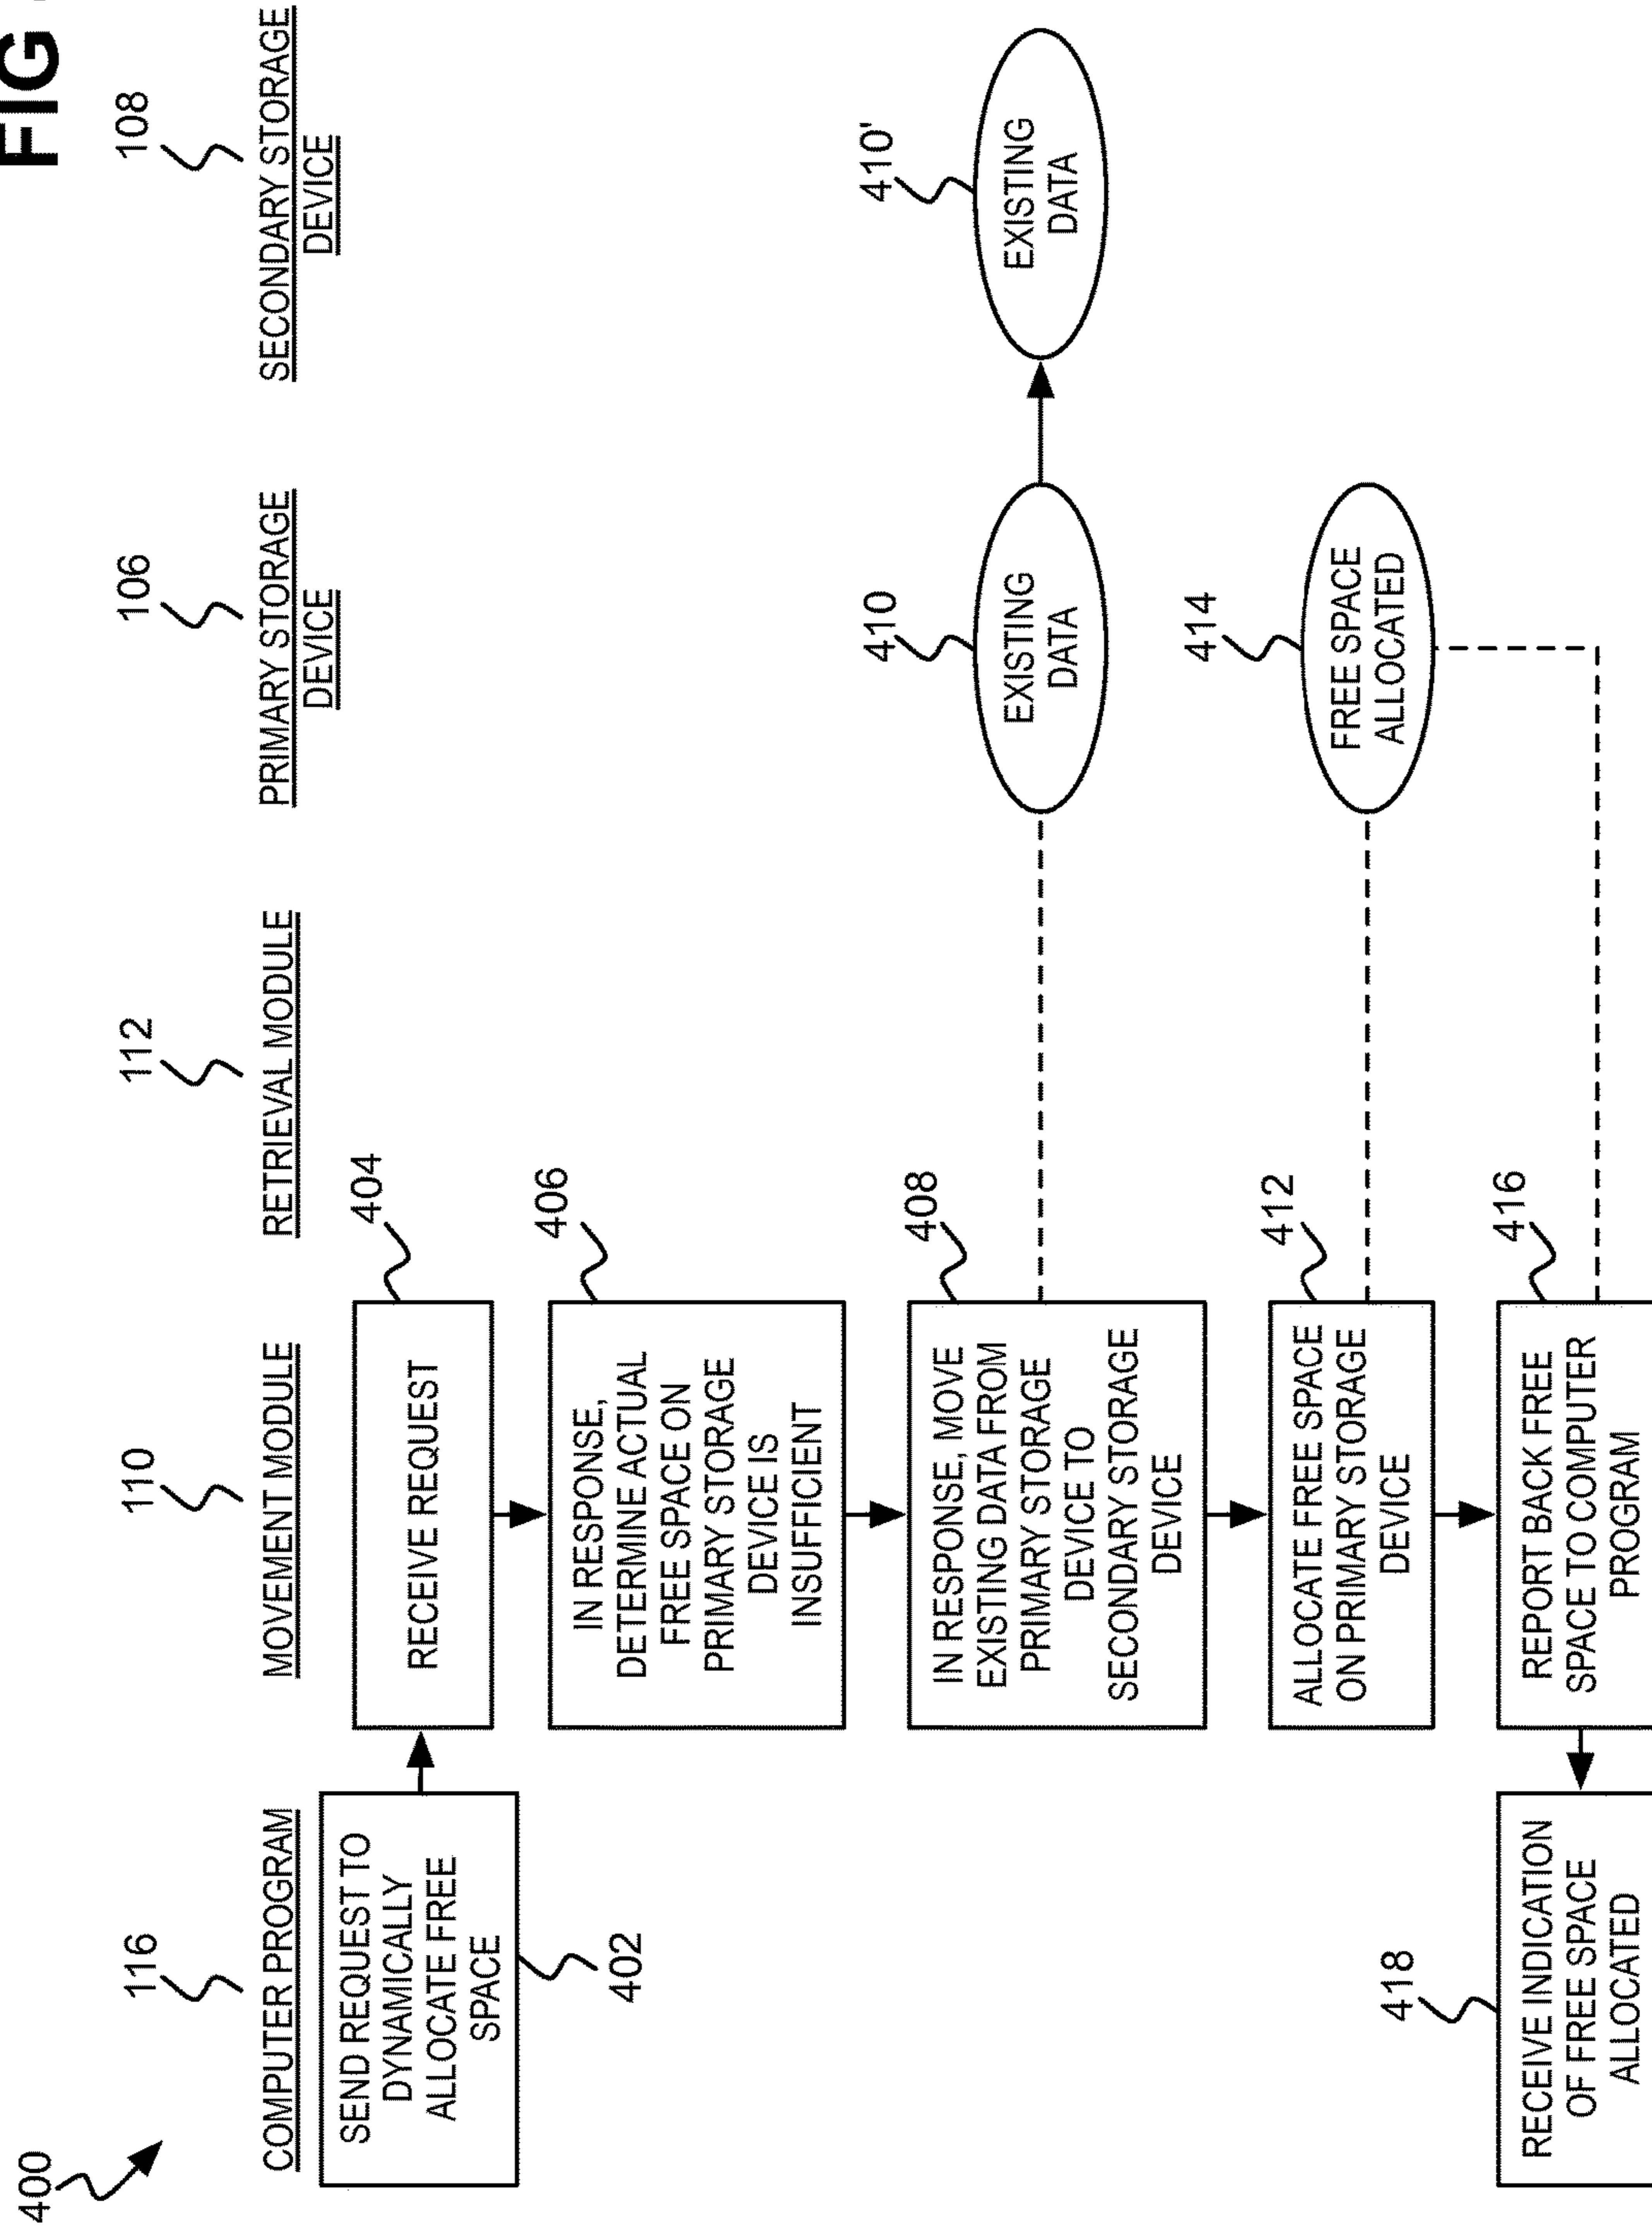 FIG
400
116
COMPUTER PROGRAM
110
MOVEMENT MODULE
112
RETRIEVAL MODULE
106
PRIMARY STORAGE
DEVICE
108
SECONDARY STORAGE
DEVICE
SEND REQUEST TO
DYNAMICALLY
ALLOCATE FREE
SPACE
402
404
RECEIVE REQUEST
406
IN RESPONSE,
DETERMINE ACTUAL
FREE SPACE ON
PRIMARY STORAGE
DEVICE IS
INSUFFICIENT
408
IN RESPONSE, MOVE
EXISTING DATA FROM
PRIMARY STORAGE
DEVICE TO
SECONDARY STORAGE
DEVICE
410
EXISTING
DATA
410'
EXISTING
DATA
412
ALLOCATE FREE SPACE
ON PRIMARY STORAGE
DEVICE
414
FREE SPACE
ALLOCATED
416
REPORT BACK FREE
SPACE TO COMPUTER
PROGRAM
418
RECEIVE INDICATION
OF FREE SPACE
ALLOCATED